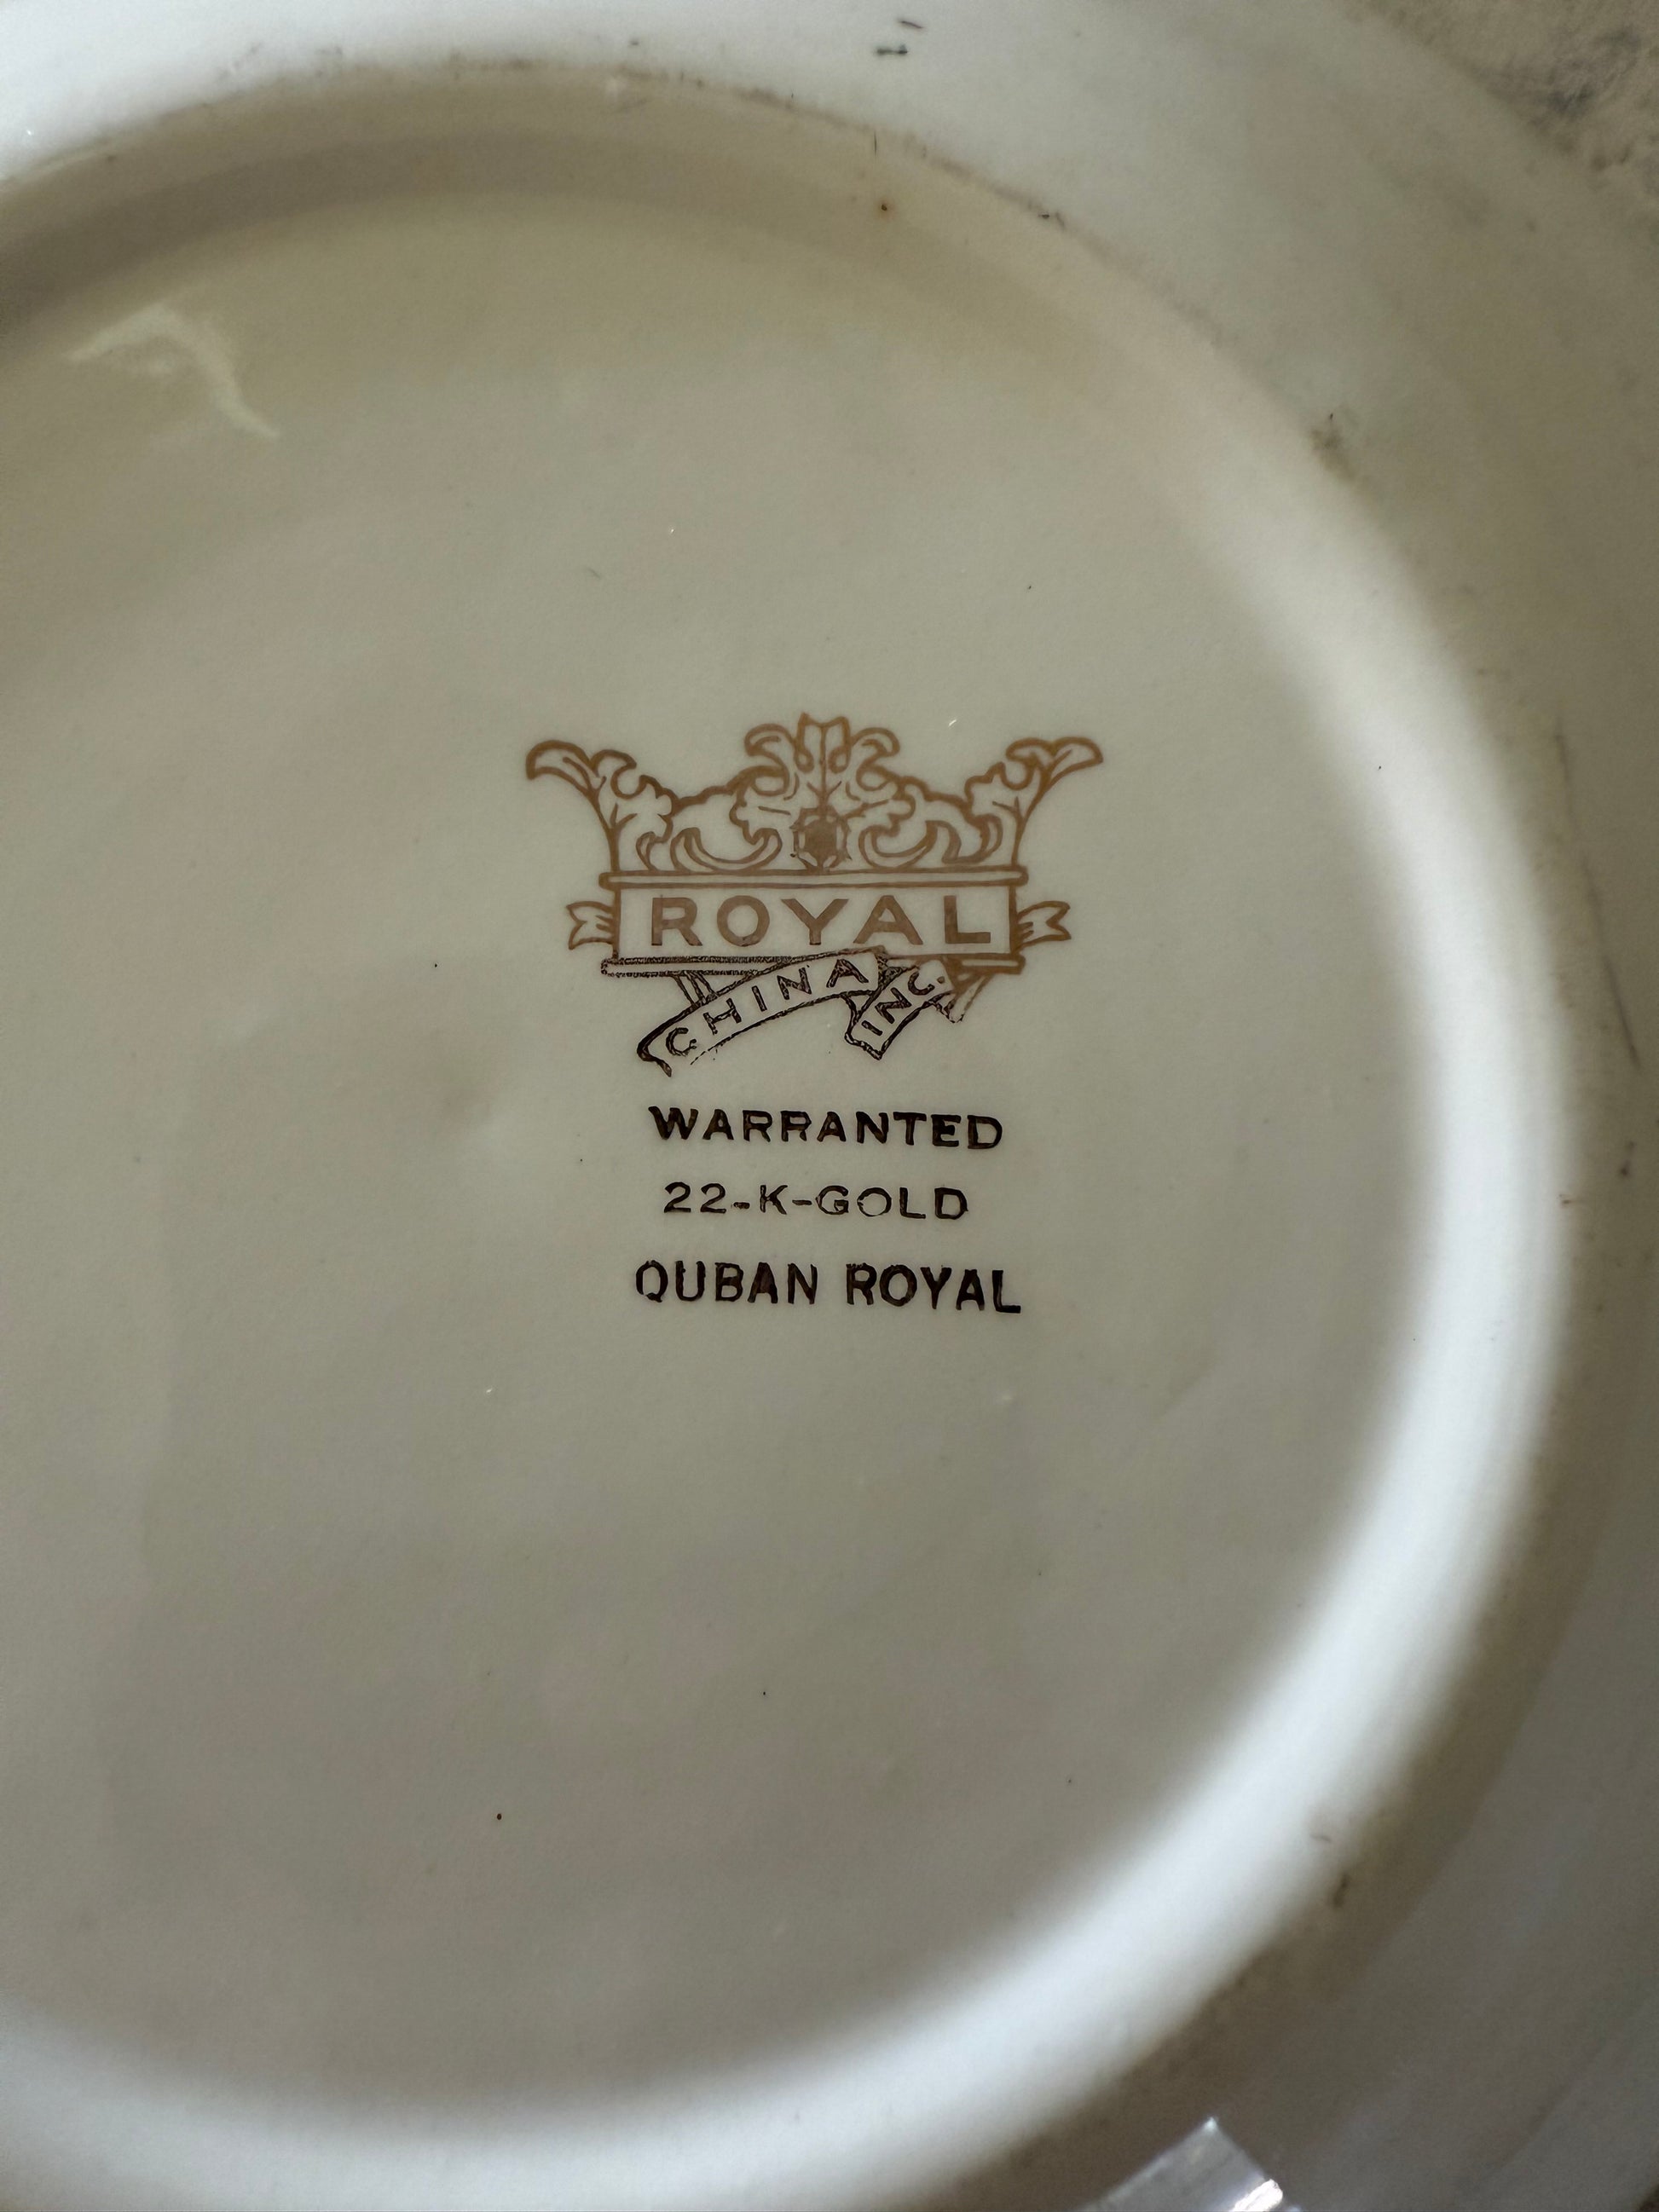 ROYAL
CHINA INC.
WARRANTED
22-K-GOLD
QUBAN ROYAL